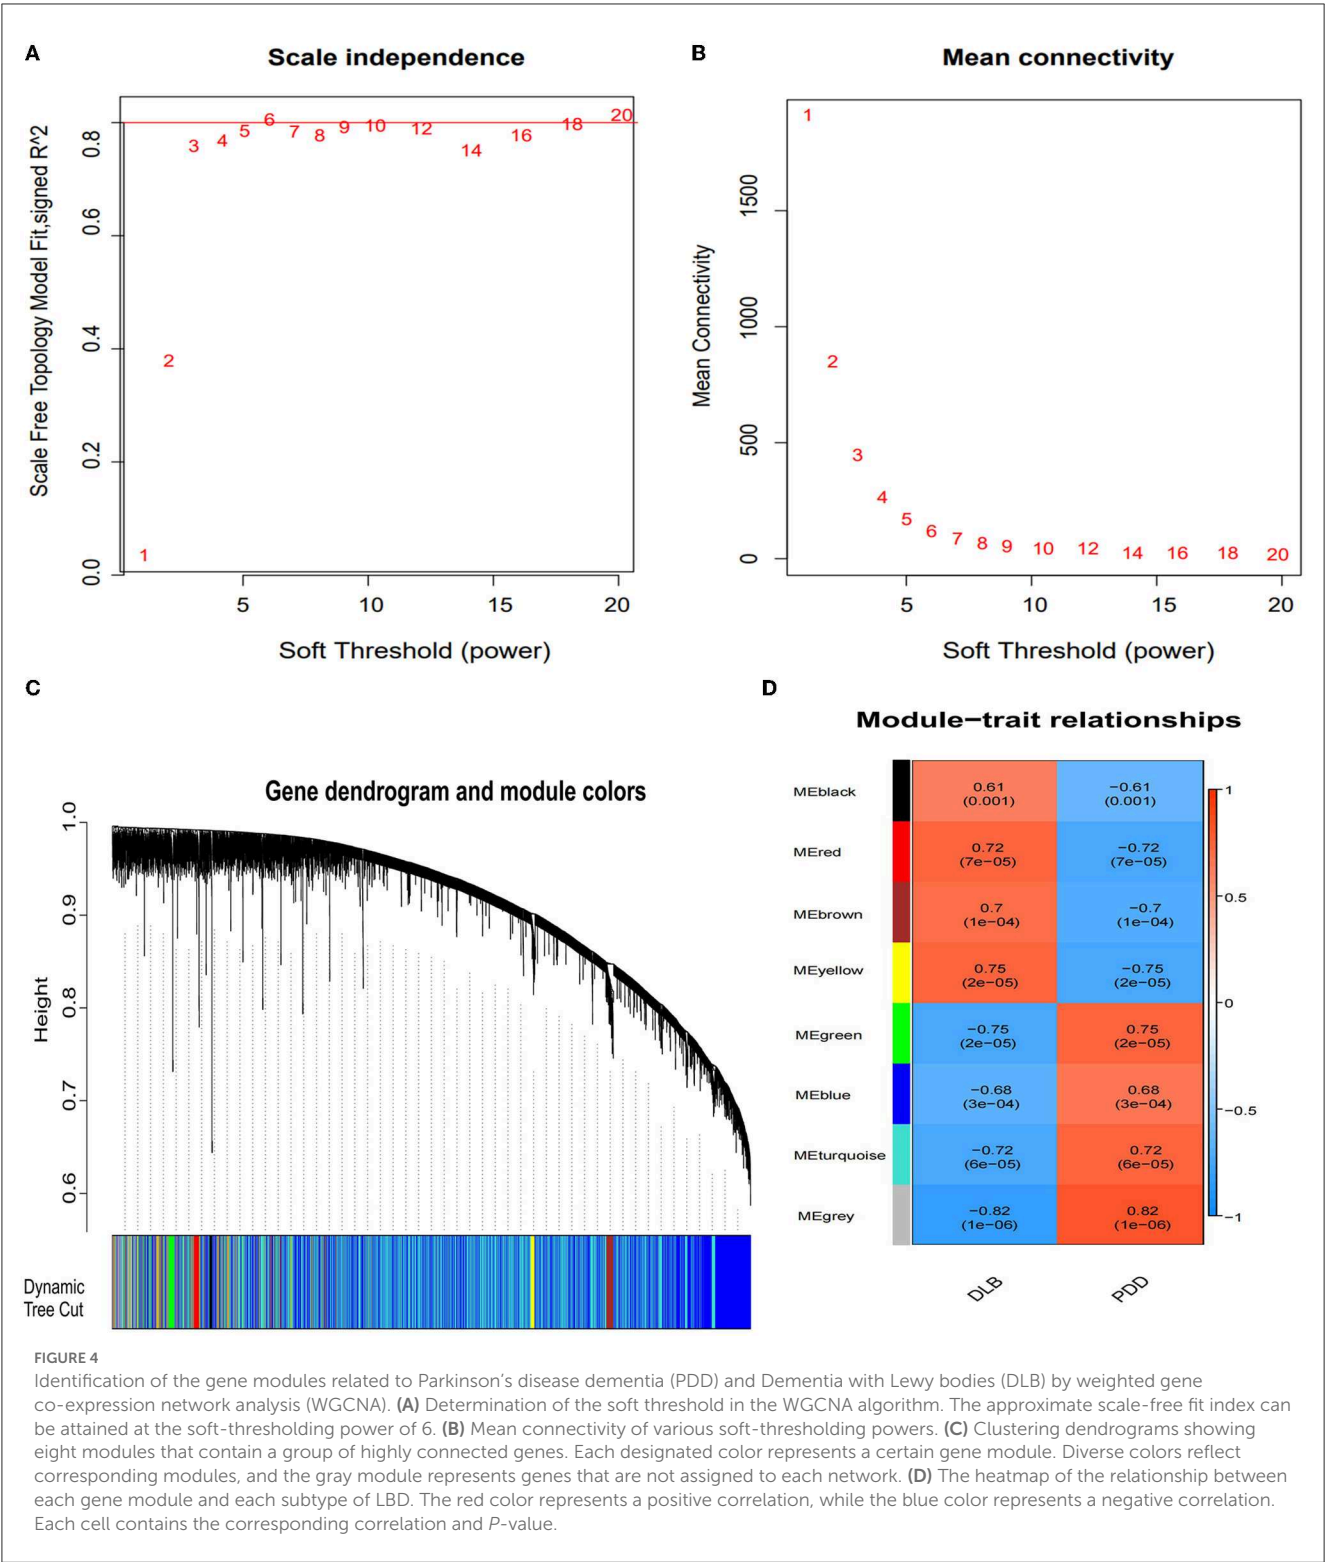 A
Scale independence
Scale Free Topology Model Fit,signed R^2
0.0
0.2
0.4
0.6
0.8
1
2
3
4
5
6
7
8
9
10
12
14
16
18
20
5
10
15
20
Soft Threshold (power)
B
Mean connectivity
Mean Connectivity
0
500
1000
1500
1
2
3
4
5
6
7
8
9
10
12
14
16
18
20
5
10
15
20
Soft Threshold (power)
C
Gene dendrogram and module colors
Height
1.0
0.9
0.8
0.7
0.6
Dynamic
Tree Cut
D
Module−trait relationships
MEblack
0.61
(0.001)
−0.61
(0.001)
MEred
0.72
(7e−05)
−0.72
(7e−05)
MEbrown
0.7
(1e−04)
−0.7
(1e−04)
MEyellow
0.75
(2e−05)
−0.75
(2e−05)
MEgreen
−0.75
(2e−05)
0.75
(2e−05)
MEblue
−0.68
(3e−04)
0.68
(3e−04)
MEturquoise
−0.72
(6e−05)
0.72
(6e−05)
MEgrey
−0.82
(1e−06)
0.82
(1e−06)
1
0.5
0
−0.5
−1
DLB
PDD
FIGURE 4
Identification of the gene modules related to Parkinson's disease dementia (PDD) and Dementia with Lewy bodies (DLB) by weighted gene
co-expression network analysis (WGCNA). (A) Determination of the soft threshold in the WGCNA algorithm. The approximate scale-free fit index can
be attained at the soft-thresholding power of 6. (B) Mean connectivity of various soft-thresholding powers. (C) Clustering dendrograms showing
eight modules that contain a group of highly connected genes. Each designated color represents a certain gene module. Diverse colors reflect
corresponding modules, and the gray module represents genes that are not assigned to each network. (D) The heatmap of the relationship between
each gene module and each subtype of LBD. The red color represents a positive correlation, while the blue color represents a negative correlation.
Each cell contains the corresponding correlation and P-value.